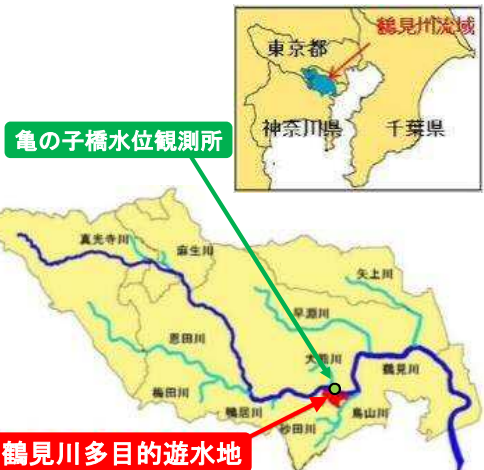 鶴見川流域
東京都
神奈川県
千葉県
亀の子橋水位観測所
真光寺川
麻生川
矢上川
早淵川
恩田川
大熊川
鶴見川
梅田川
鴨居川
鳥山川
砂田川
鶴見川多目的遊水地